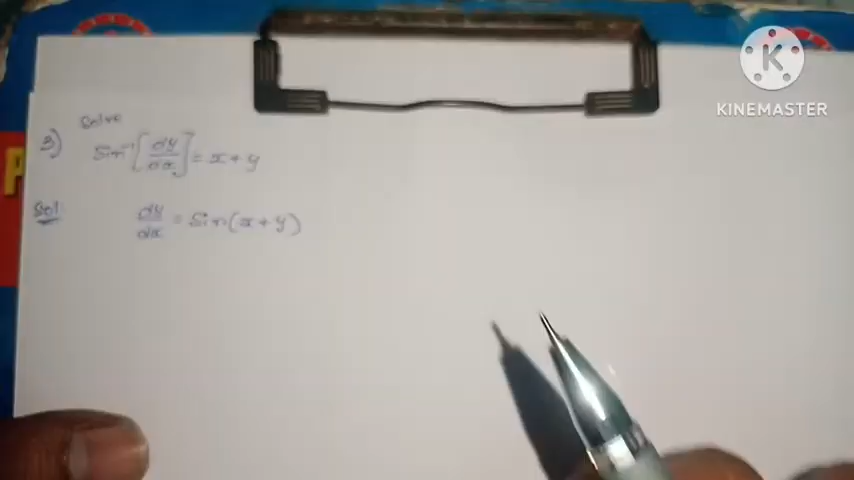 Solve
3) Sin⁻¹[dy/dx] = x + y
Sol: dy/dx = Sin(x + y)
KINEMASTER